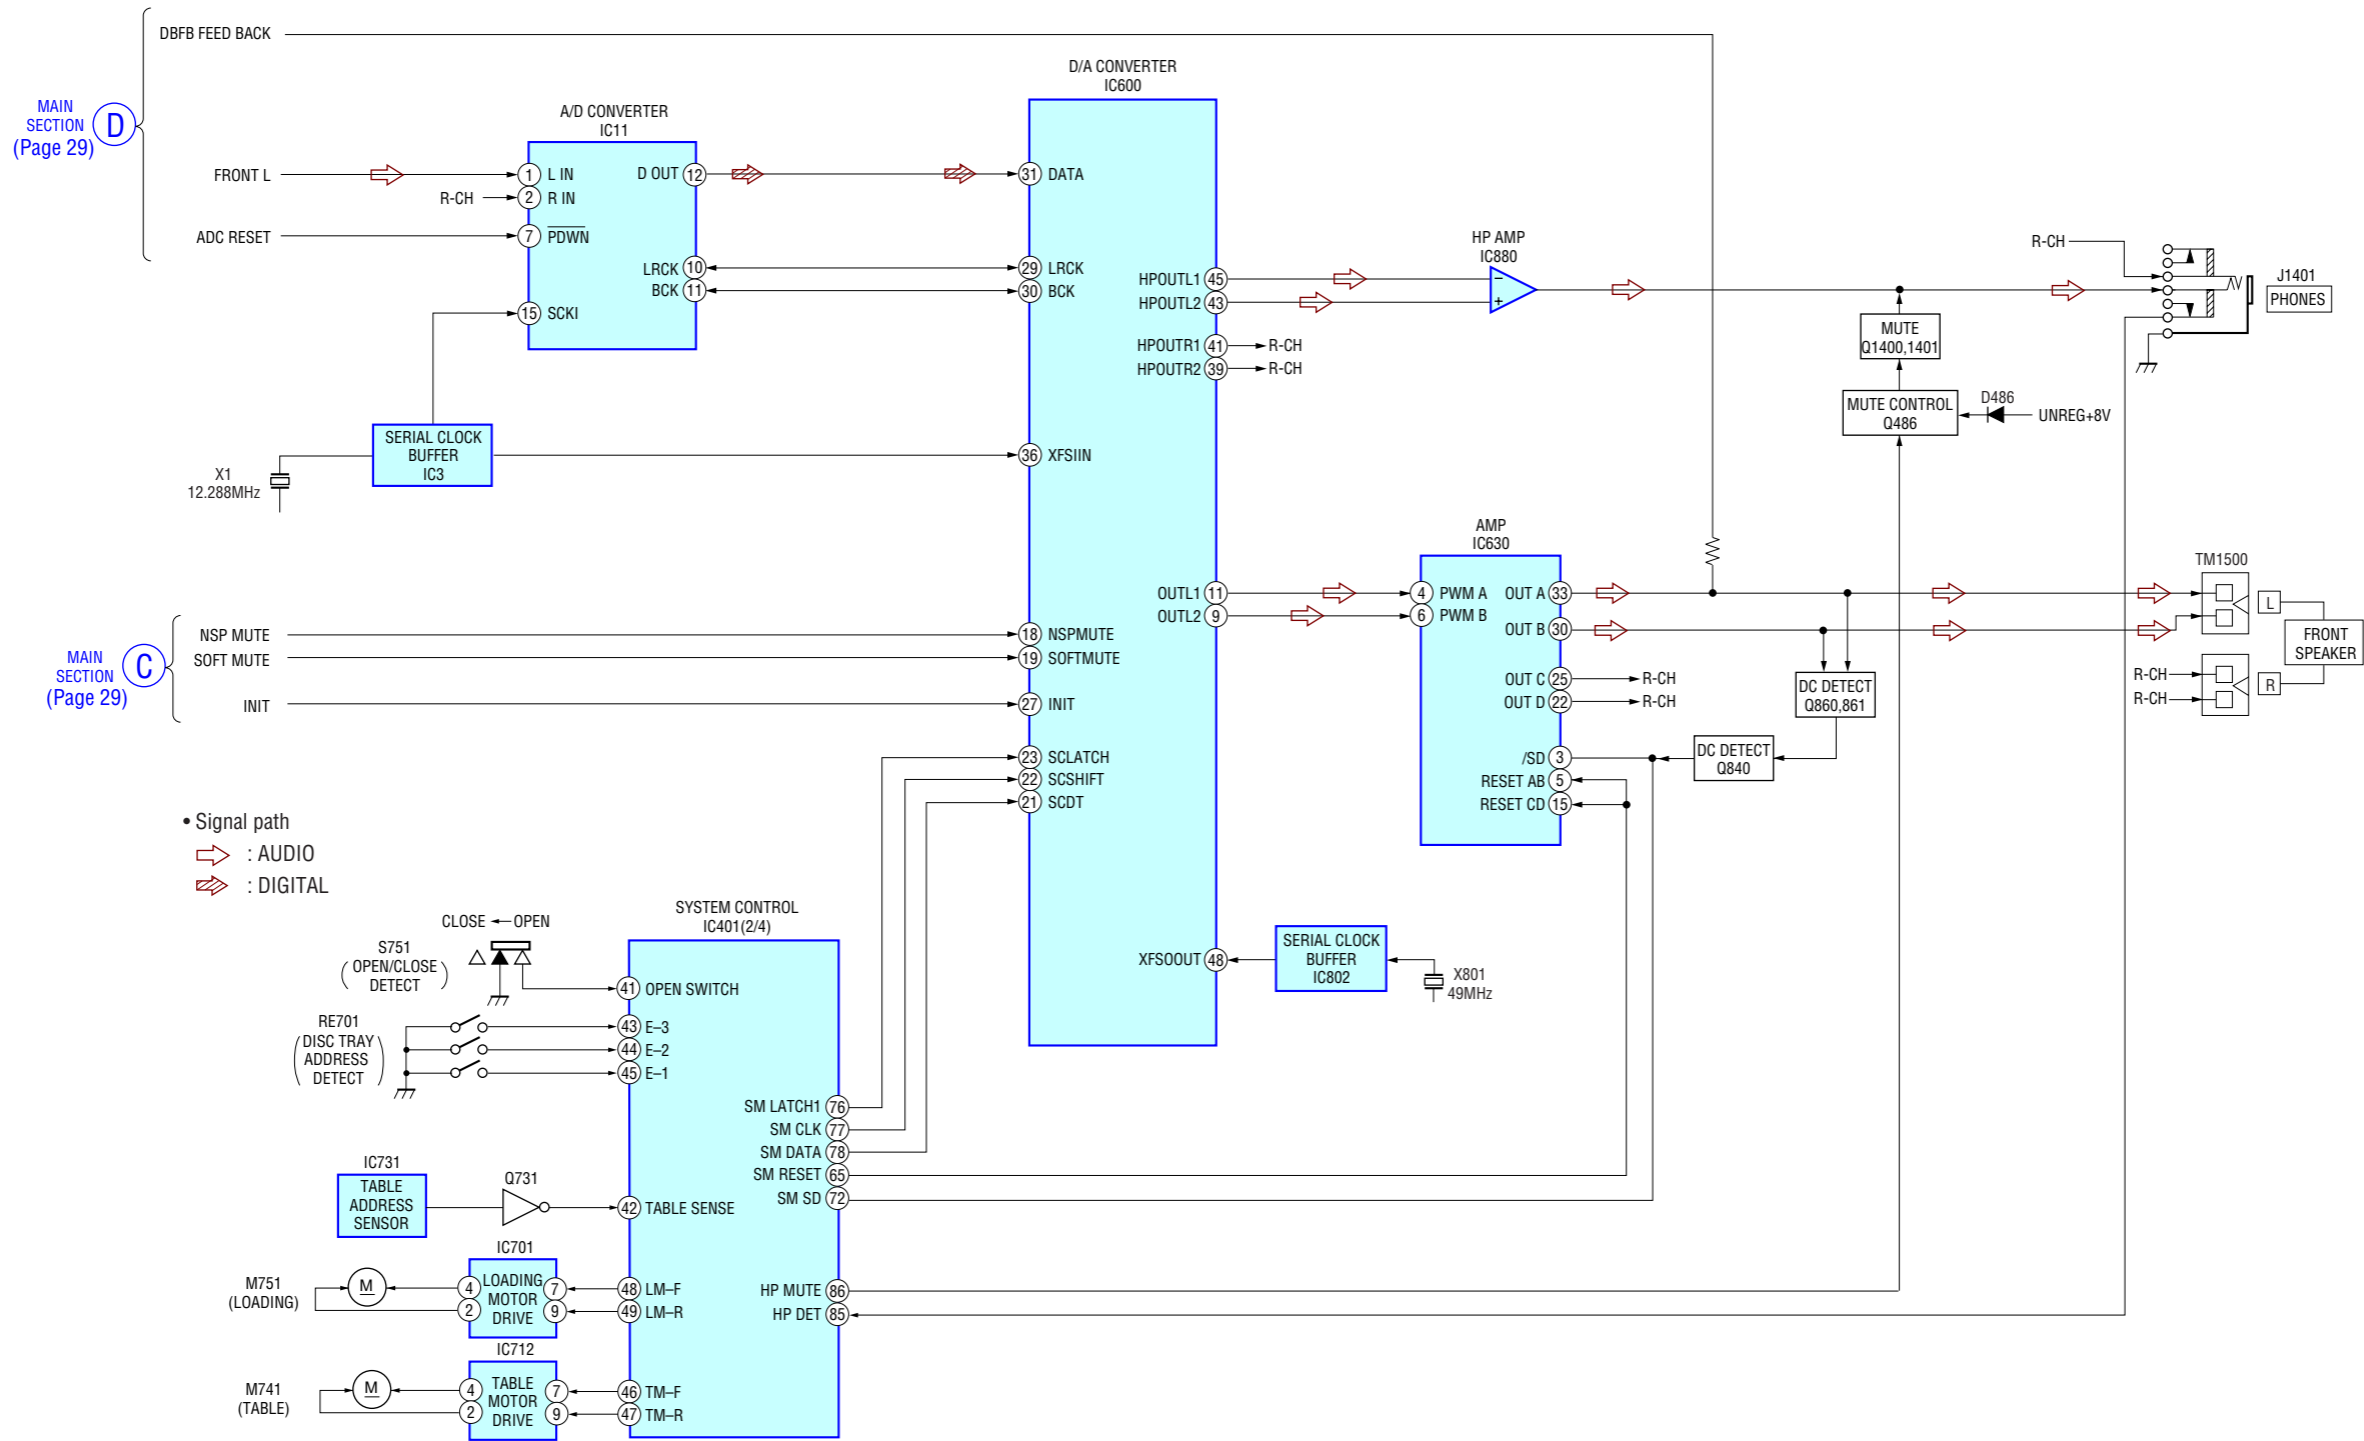 DBFB FEED BACK
MAIN
SECTION
(Page 29)
D
FRONT L
R-CH
ADC RESET
A/D CONVERTER
IC11
1 L IN
2 R IN
7 PDWN
15 SCKI
D OUT 12
LRCK 10
BCK 11
SERIAL CLOCK
BUFFER
IC3
X1
12.288MHz
D/A CONVERTER
IC600
31 DATA
29 LRCK
30 BCK
36 XFSIIN
18 NSPMUTE
19 SOFTMUTE
27 INIT
23 SCLATCH
22 SCSHIFT
21 SCDT
HPOUTL1 45
HPOUTL2 43
HPOUTR1 41 R-CH
HPOUTR2 39 R-CH
OUTL1 11
OUTL2 9
XFSOOUT 48
HP AMP
IC880
−
+
R-CH
J1401
PHONES
MUTE
Q1400,1401
MUTE CONTROL
Q486
D486
UNREG+8V
AMP
IC630
4 PWM A
6 PWM B
OUT A 33
OUT B 30
OUT C 25 R-CH
OUT D 22 R-CH
/SD 3
RESET AB 5
RESET CD 15
DC DETECT
Q860,861
DC DETECT
Q840
TM1500
L
R
R-CH
R-CH
FRONT
SPEAKER
MAIN
SECTION
(Page 29)
C
NSP MUTE
SOFT MUTE
INIT
• Signal path
: AUDIO
: DIGITAL
SERIAL CLOCK
BUFFER
IC802
X801
49MHz
SYSTEM CONTROL
IC401(2/4)
CLOSE OPEN
S751
(OPEN/CLOSE
DETECT)
41 OPEN SWITCH
RE701
(DISC TRAY
ADDRESS
DETECT)
43 E–3
44 E–2
45 E–1
SM LATCH1 76
SM CLK 77
SM DATA 78
SM RESET 65
SM SD 72
IC731
TABLE
ADDRESS
SENSOR
Q731
42 TABLE SENSE
HP MUTE 86
HP DET 85
M751
(LOADING)
M
IC701
LOADING
MOTOR
DRIVE
4
2
7
9
48 LM–F
49 LM–R
M741
(TABLE)
M
IC712
TABLE
MOTOR
DRIVE
4
2
7
9
46 TM–F
47 TM–R